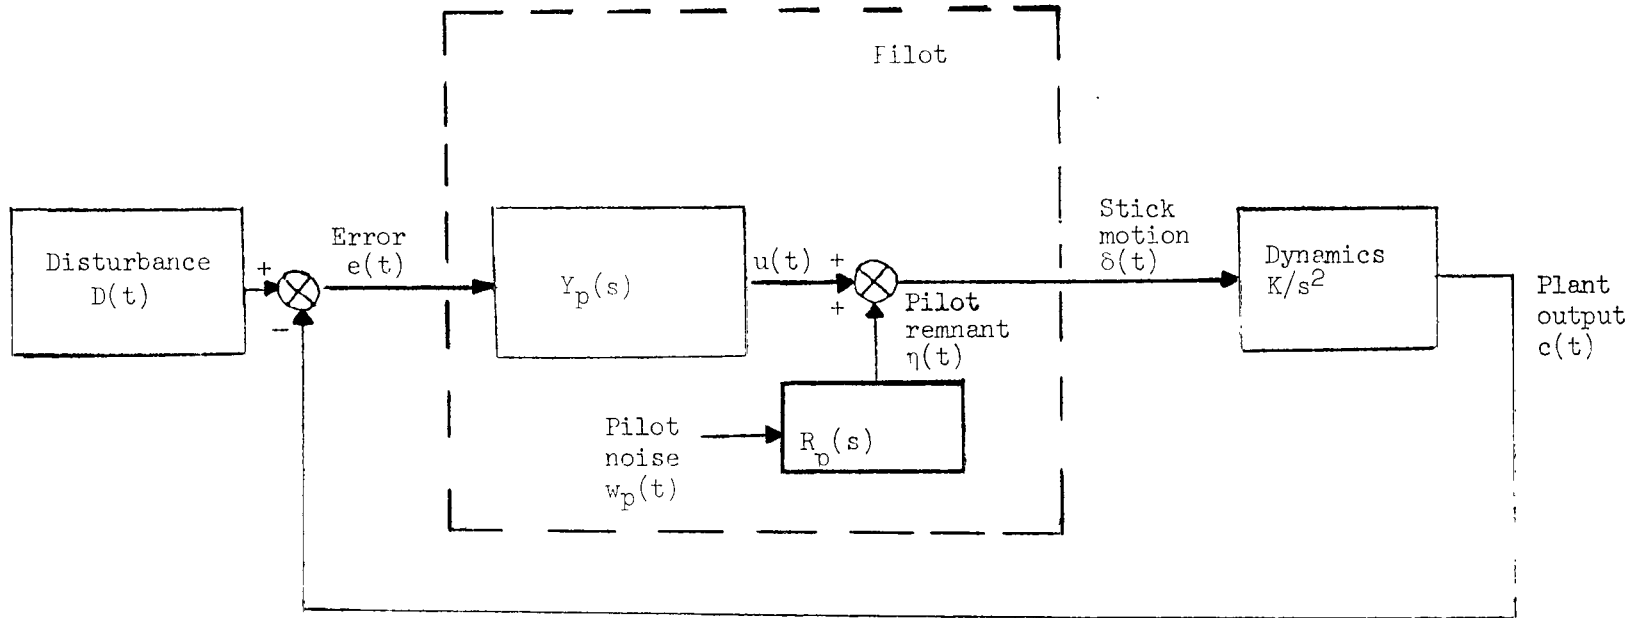 Pilot
Disturbance
D(t)
+
−
Error
e(t)
Yp(s)
u(t)
+
+
Pilot
remnant
η(t)
Pilot
noise
wp(t)
Rp(s)
Stick
motion
δ(t)
Dynamics
K/s²
Plant
output
c(t)